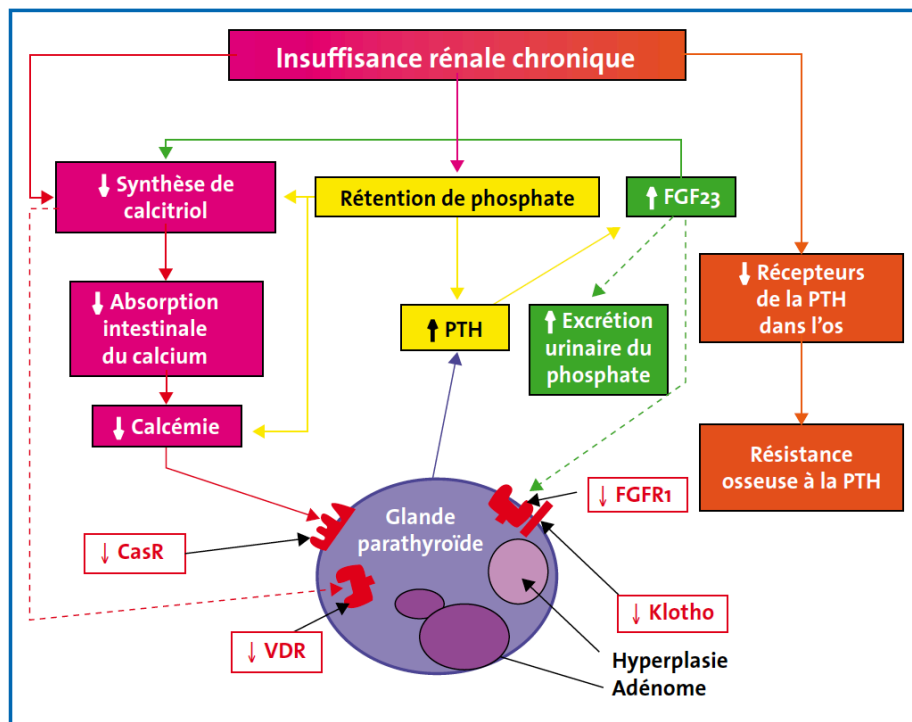 Insuffisance rénale chronique
↓ Synthèse de
calcitriol
Rétention de phosphate
↑ FGF23
↓ Absorption
intestinale
du calcium
↑ PTH
↑ Excrétion
urinaire du
phosphate
↓ Récepteurs
de la PTH
dans l'os
↓ Calcémie
Résistance
osseuse à la PTH
Glande
parathyroïde
↓ FGFR1
↓ CasR
↓ Klotho
↓ VDR
Hyperplasie
Adénome